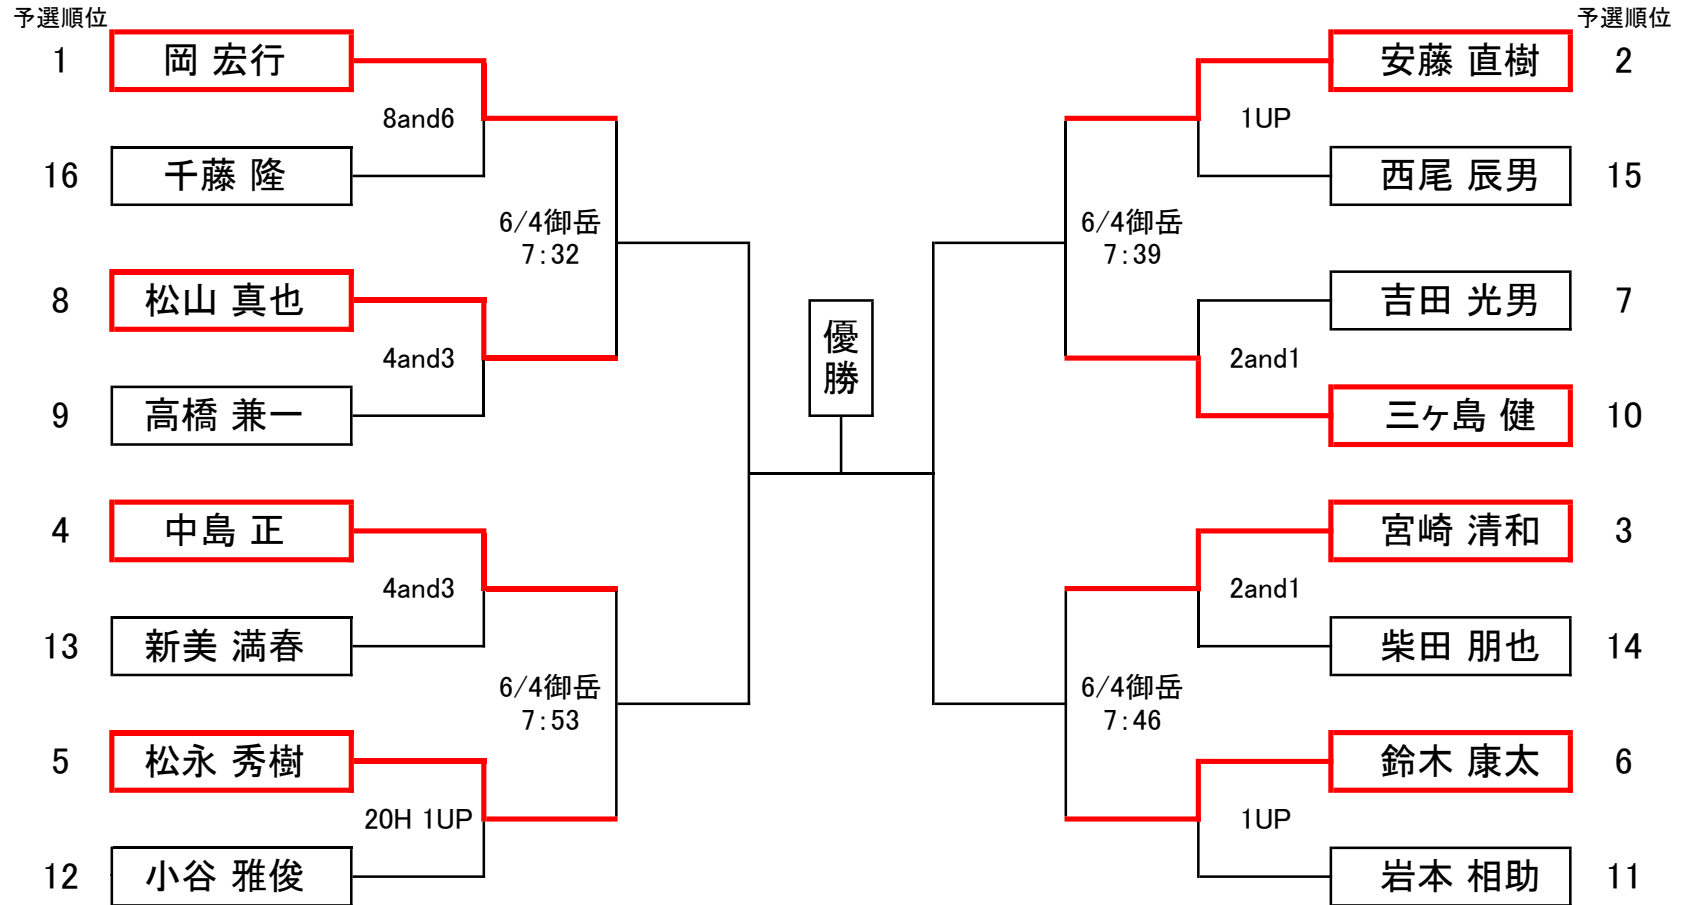 予選順位
1 岡 宏行
8and6
16 千藤 隆
6/4御岳
7:32
8 松山 真也
4and3
9 高橋 兼一
4 中島 正
4and3
13 新美 満春
6/4御岳
7:53
5 松永 秀樹
20H 1UP
12 小谷 雅俊
優勝
予選順位
安藤 直樹 2
1UP
西尾 辰男 15
6/4御岳
7:39
吉田 光男 7
2and1
三ヶ島 健 10
宮崎 清和 3
2and1
柴田 朋也 14
6/4御岳
7:46
鈴木 康太 6
1UP
岩本 相助 11